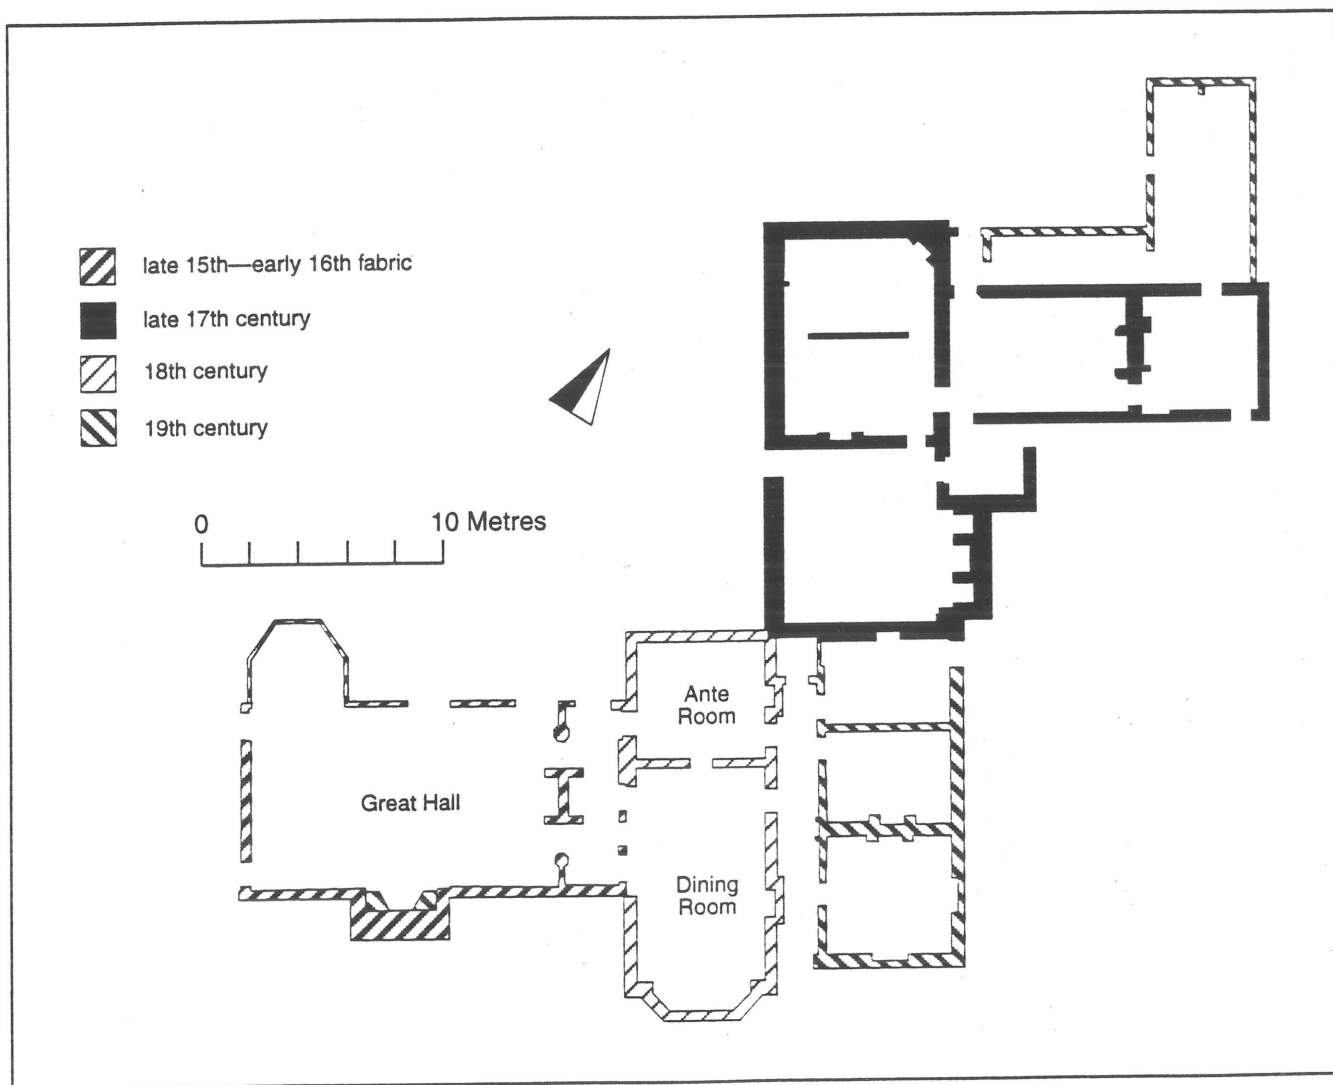 late 15th—early 16th fabric
late 17th century
18th century
19th century
0
10 Metres
Ante
Room
Great Hall
Dining
Room